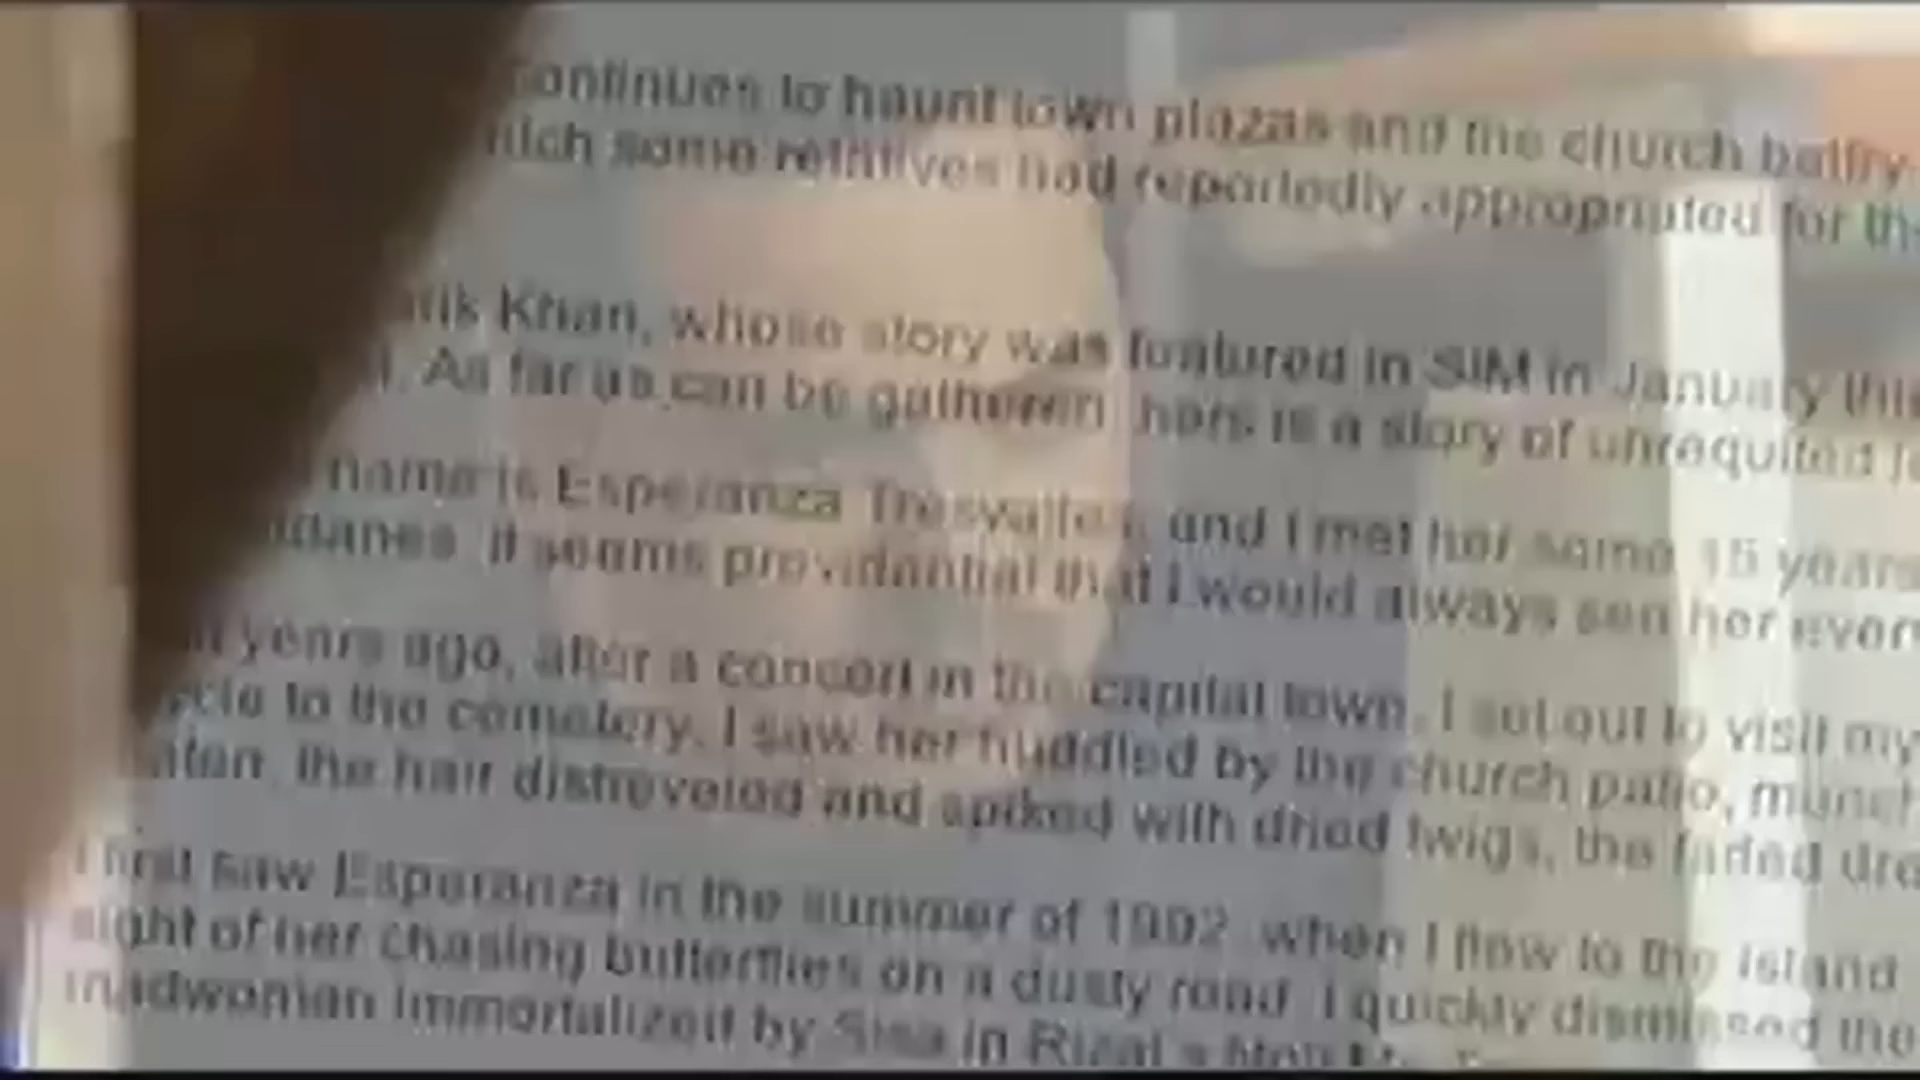 continues to haunt town plazas and the church belfry
which some relatives had reportedly appropriated for
Khan, whose story was featured in SIM in January this
As far as can be gathered, hers is a story of unrequited
name is Esperanza Tresvalles, and I met her some 15 years
it seems providential that I would always see her
years ago, after a concert in the capital town, I set out to visit my
to the cemetery. I saw her huddled by the church patio,
the hair disheveled and spiked with dried twigs, the faded
I first saw Esperanza in the summer of 1992 when I flew to the island
sight of her chasing butterflies on a dusty road. I quickly dismissed the
madwoman immortalized by Sisa in Rizal's